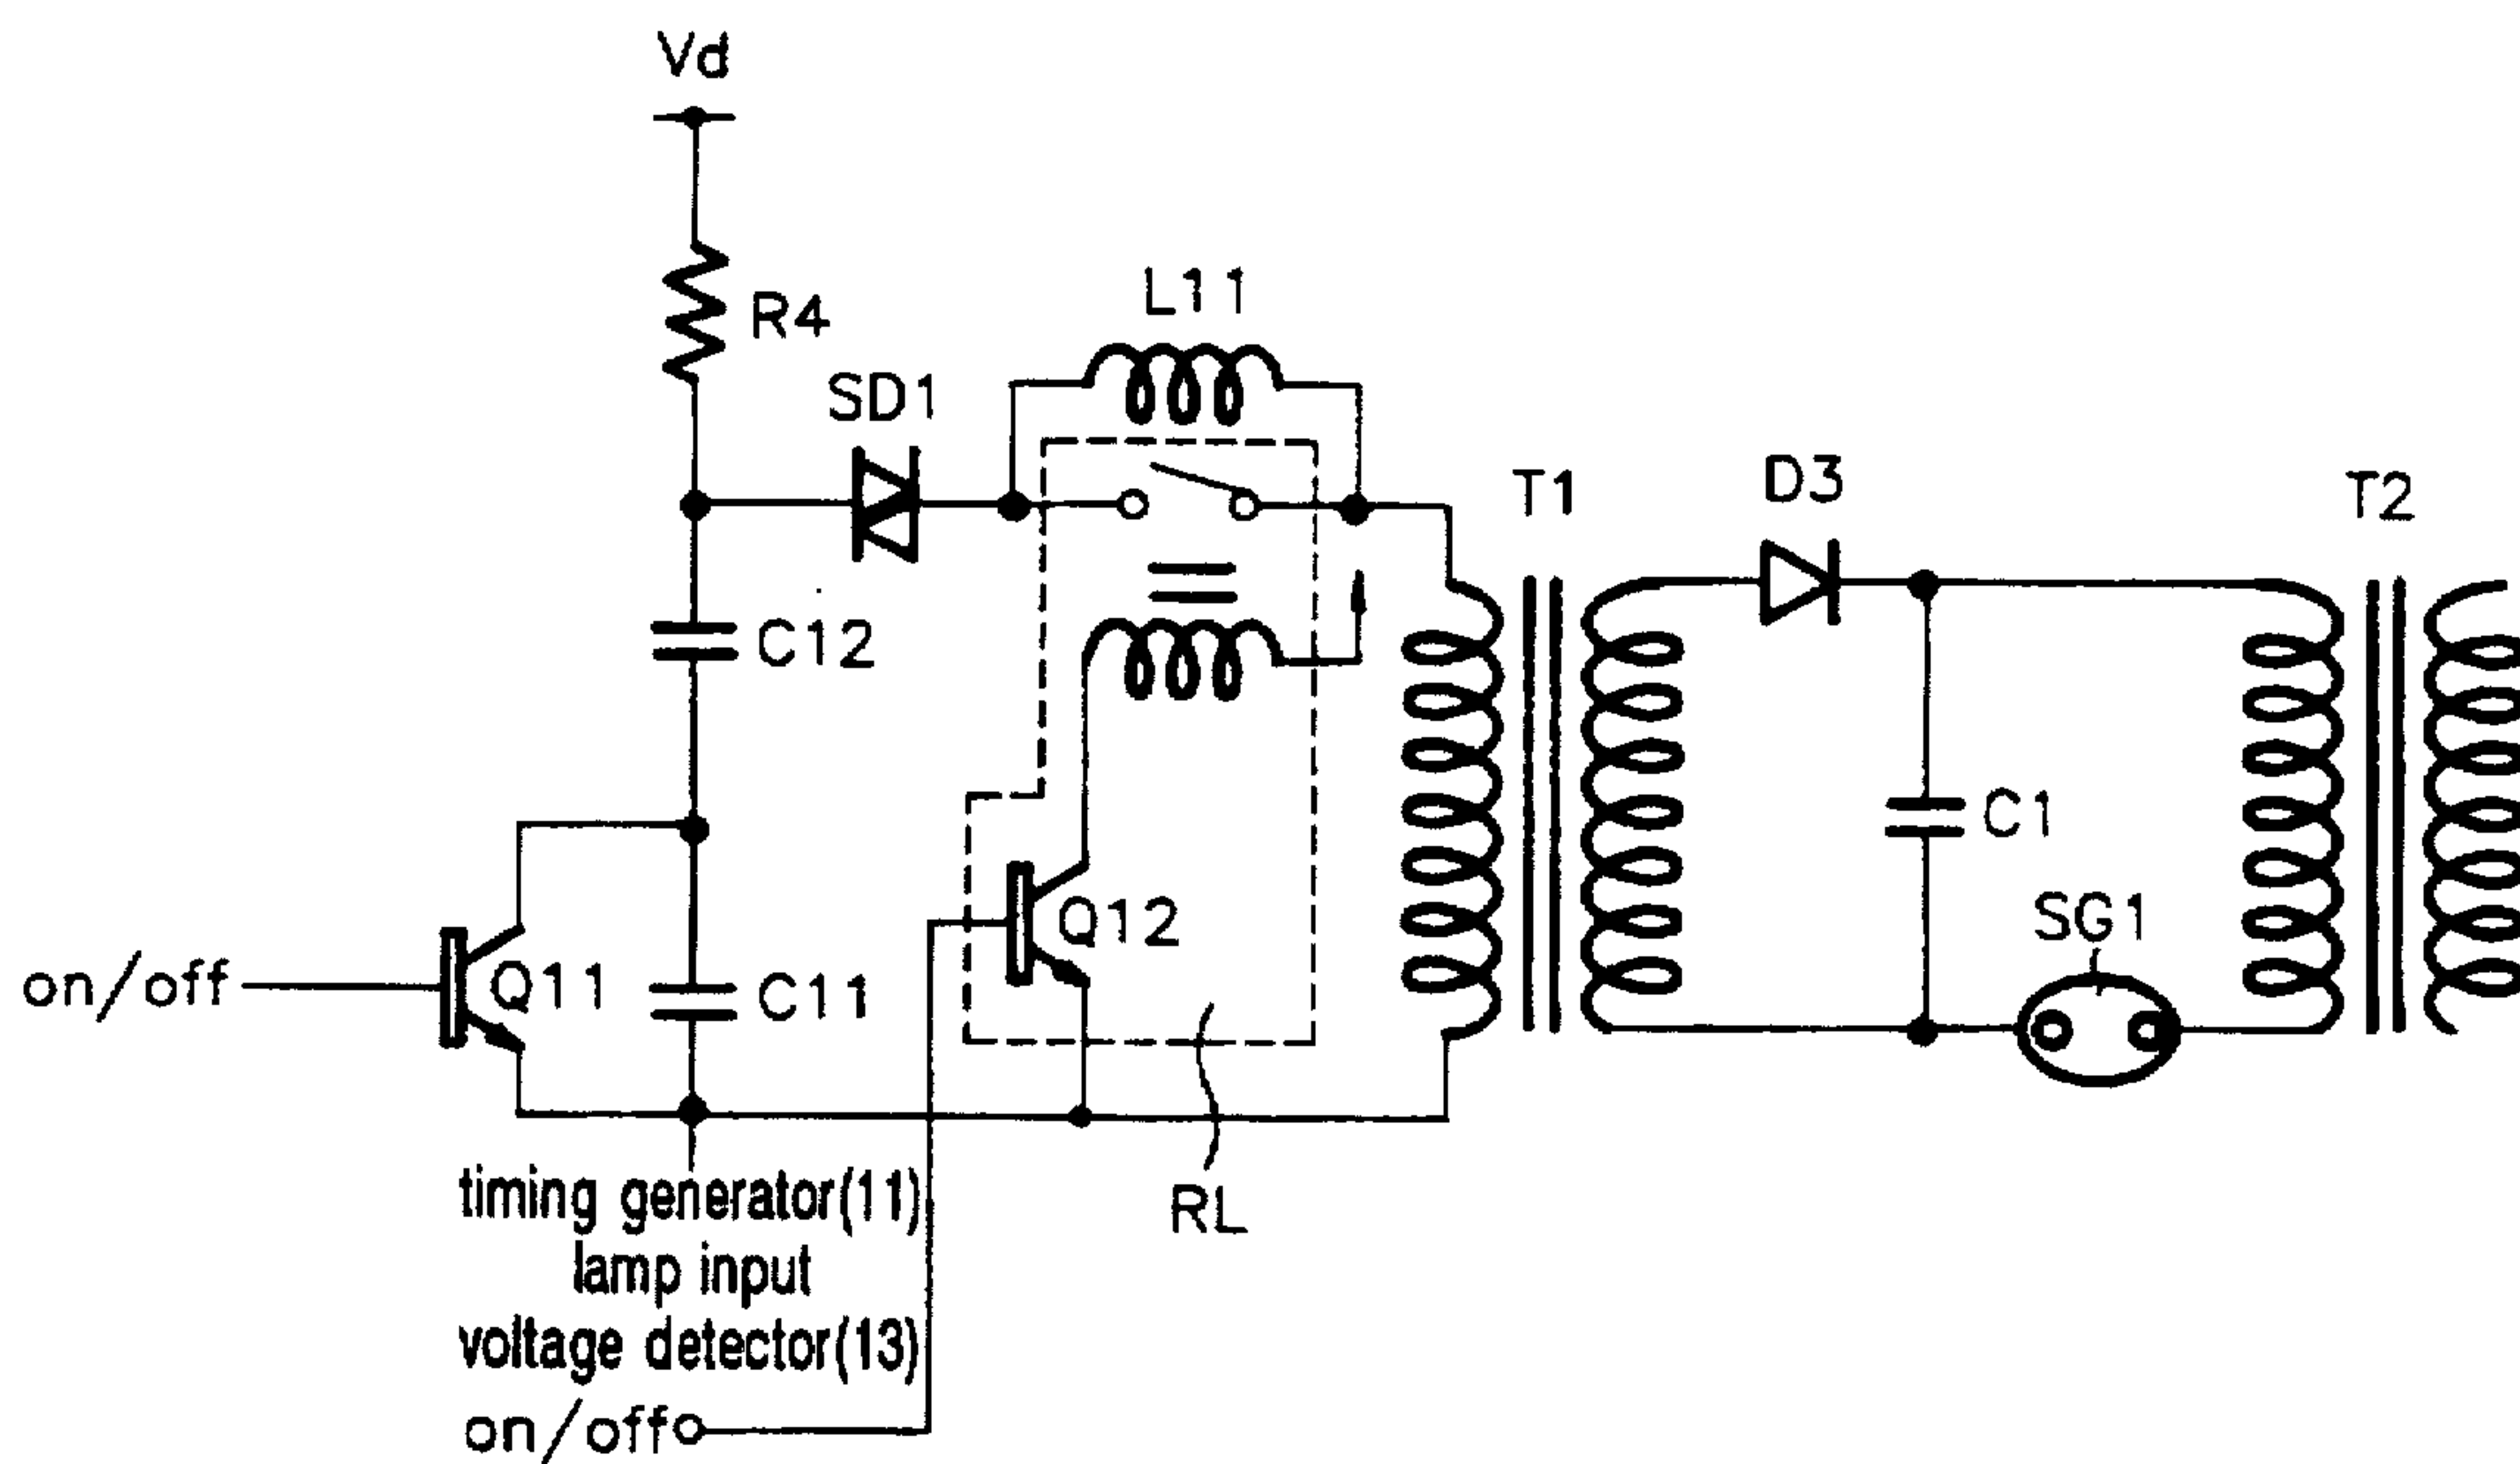 Vd
R4
L11
SD1
T1
D3
T2
C12
C1
SG1
Q12
on/off
Q11
C11
timing generator(11)
lamp input
voltage detector(13)
RL
on/off